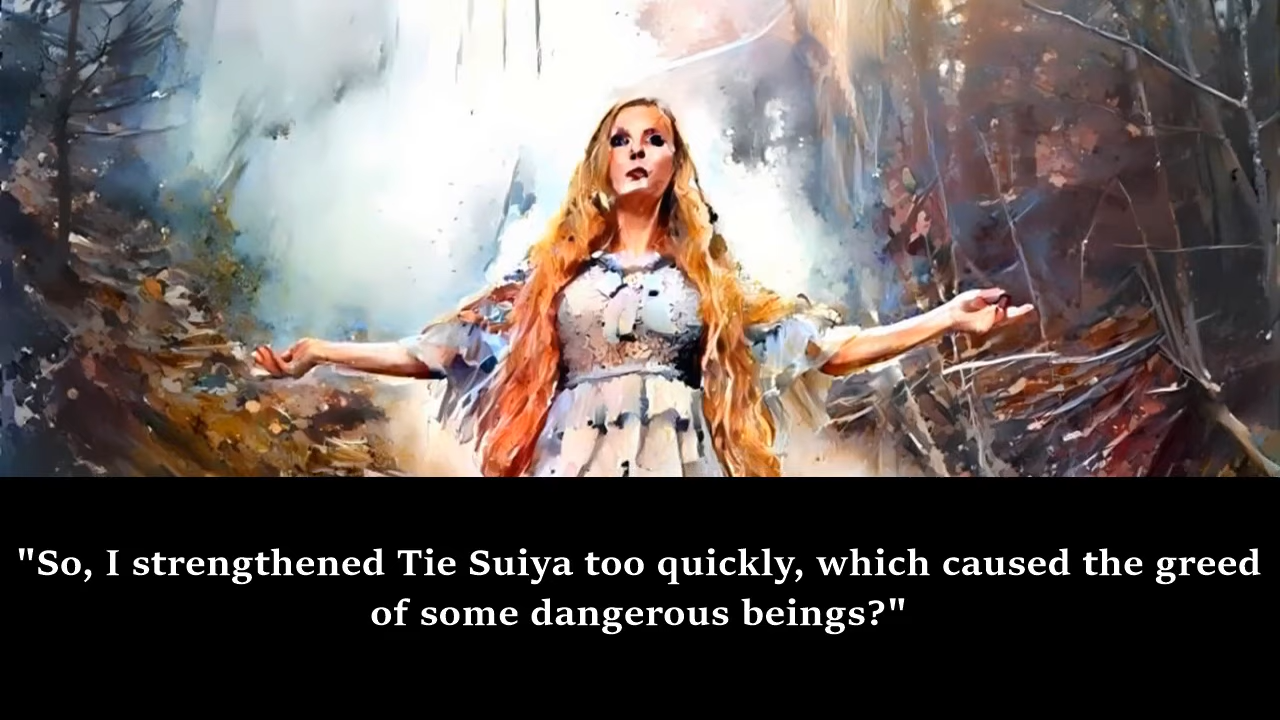 "So, I strengthened Tie Suiya too quickly, which caused the greed
of some dangerous beings?"